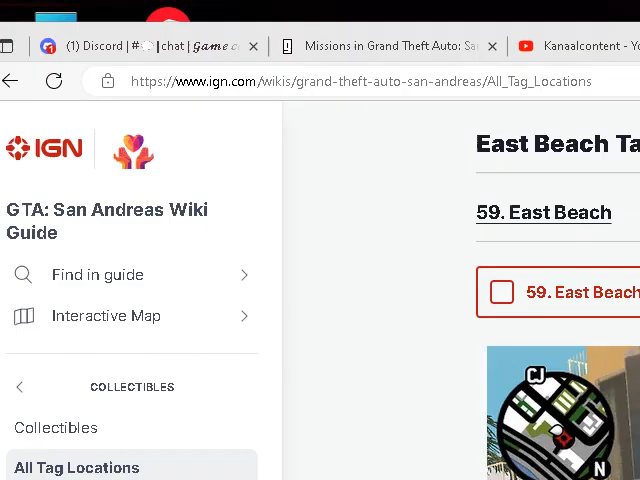 (1) Discord | # | chat |
Missions in Grand Theft Auto: Sa
Kanaalcontent - Yo
https://www.ign.com/wikis/grand-theft-auto-san-andreas/All_Tag_Locations
IGN
East Beach Ta
GTA: San Andreas Wiki
Guide
59. East Beach
Find in guide
59. East Beach
Interactive Map
COLLECTIBLES
Collectibles
All Tag Locations
CJ
N